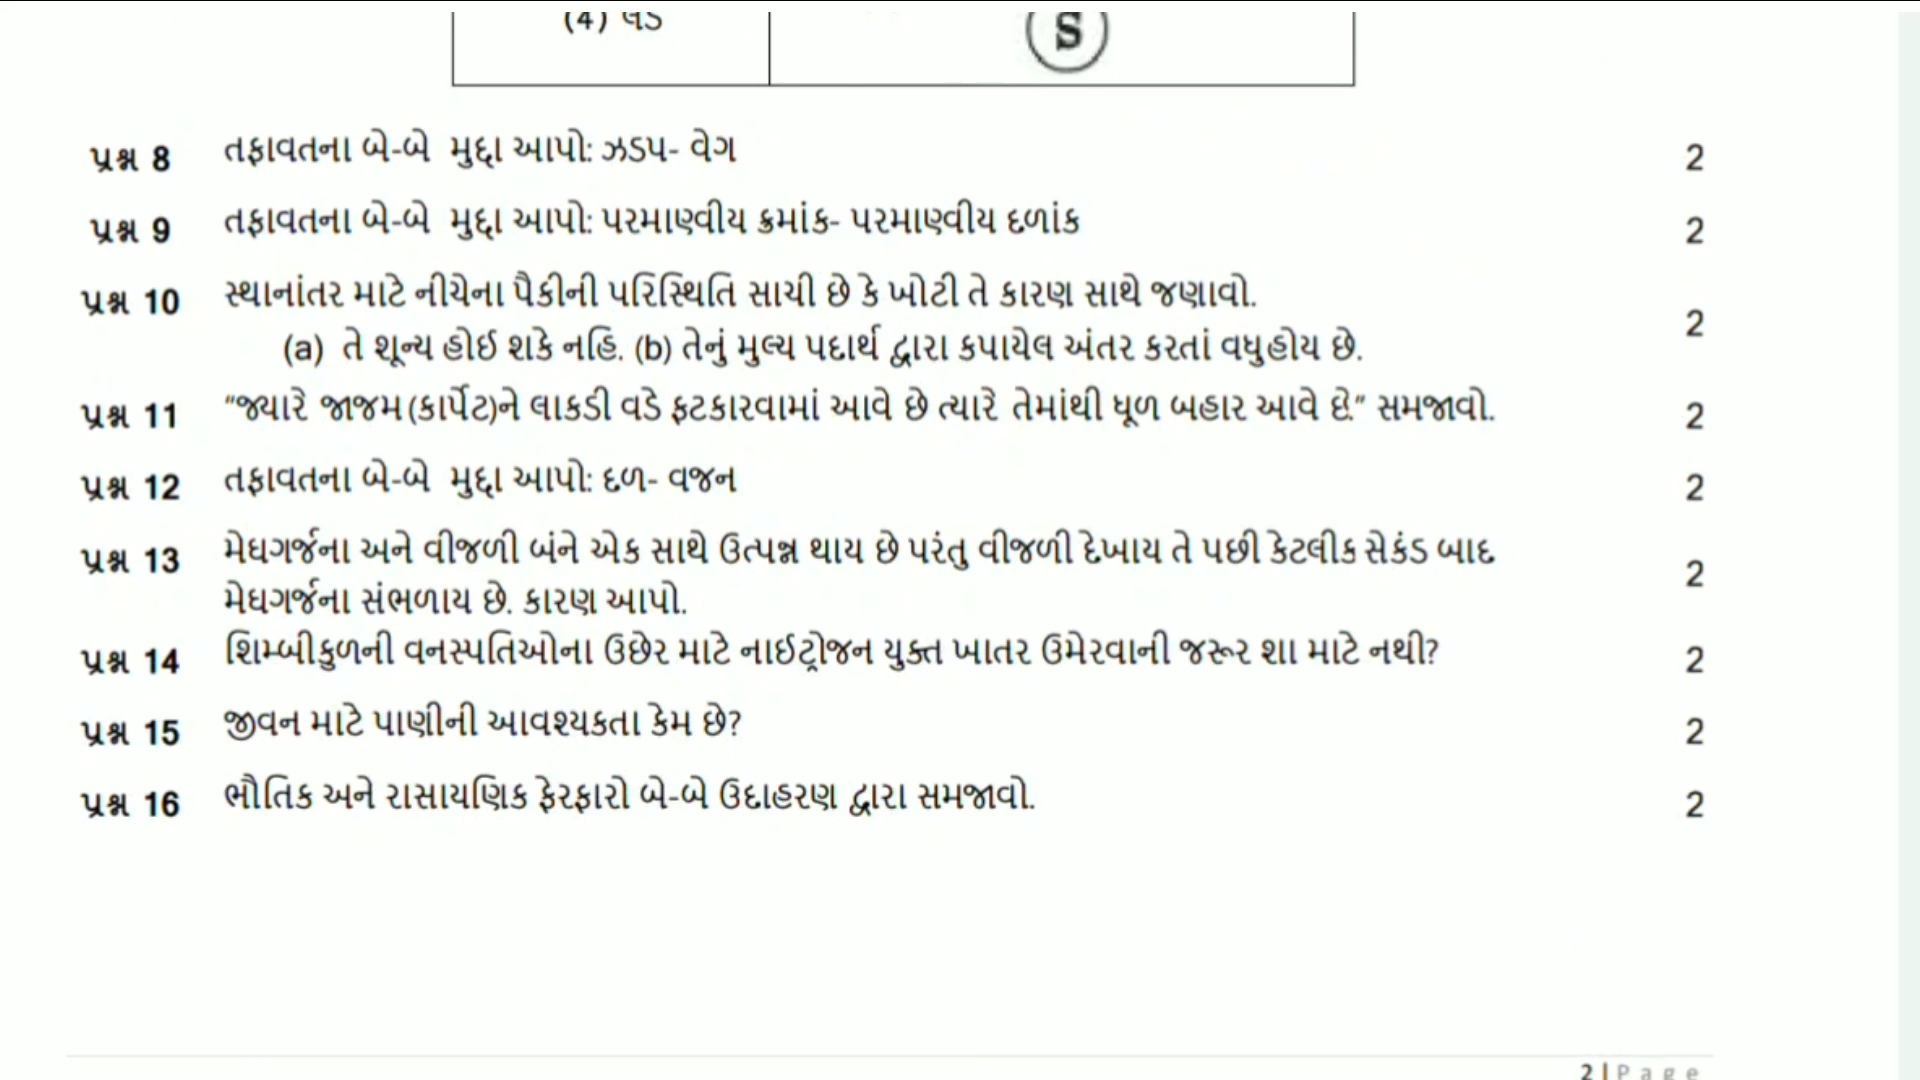 (4) લેડ
S
પ્રશ્ન 8 તફાવતના બે-બે મુદ્દા આપો: ઝડપ- વેગ 2
પ્રશ્ન 9 તફાવતના બે-બે મુદ્દા આપો: પરમાણ્વીય ક્રમાંક- પરમાણ્વીય દળાંક 2
પ્રશ્ન 10 સ્થાનાંતર માટે નીચેના પૈકીની પરિસ્થિતિ સાચી છે કે ખોટી તે કારણ સાથે જણાવો. 2
(a) તે શૂન્ય હોઈ શકે નહિ. (b) તેનું મુલ્ય પદાર્થ દ્વારા કપાયેલ અંતર કરતાં વધુહોય છે.
પ્રશ્ન 11 “જ્યારે જાજમ(કાર્પેટ)ને લાકડી વડે ફટકારવામાં આવે છે ત્યારે તેમાંથી ધૂળ બહાર આવે છે.” સમજાવો. 2
પ્રશ્ન 12 તફાવતના બે-બે મુદ્દા આપો: દળ- વજન 2
પ્રશ્ન 13 મેઘગર્જના અને વીજળી બંને એક સાથે ઉત્પન્ન થાય છે પરંતુ વીજળી દેખાય તે પછી કેટલીક સેકંડ બાદ 2
મેઘગર્જના સંભળાય છે. કારણ આપો.
પ્રશ્ન 14 શિમ્બીકુળની વનસ્પતિઓના ઉછેર માટે નાઈટ્રોજન યુક્ત ખાતર ઉમેરવાની જરૂર શા માટે નથી? 2
પ્રશ્ન 15 જીવન માટે પાણીની આવશ્યકતા કેમ છે? 2
પ્રશ્ન 16 ભૌતિક અને રાસાયણિક ફેરફારો બે-બે ઉદાહરણ દ્વારા સમજાવો. 2
2 | Page